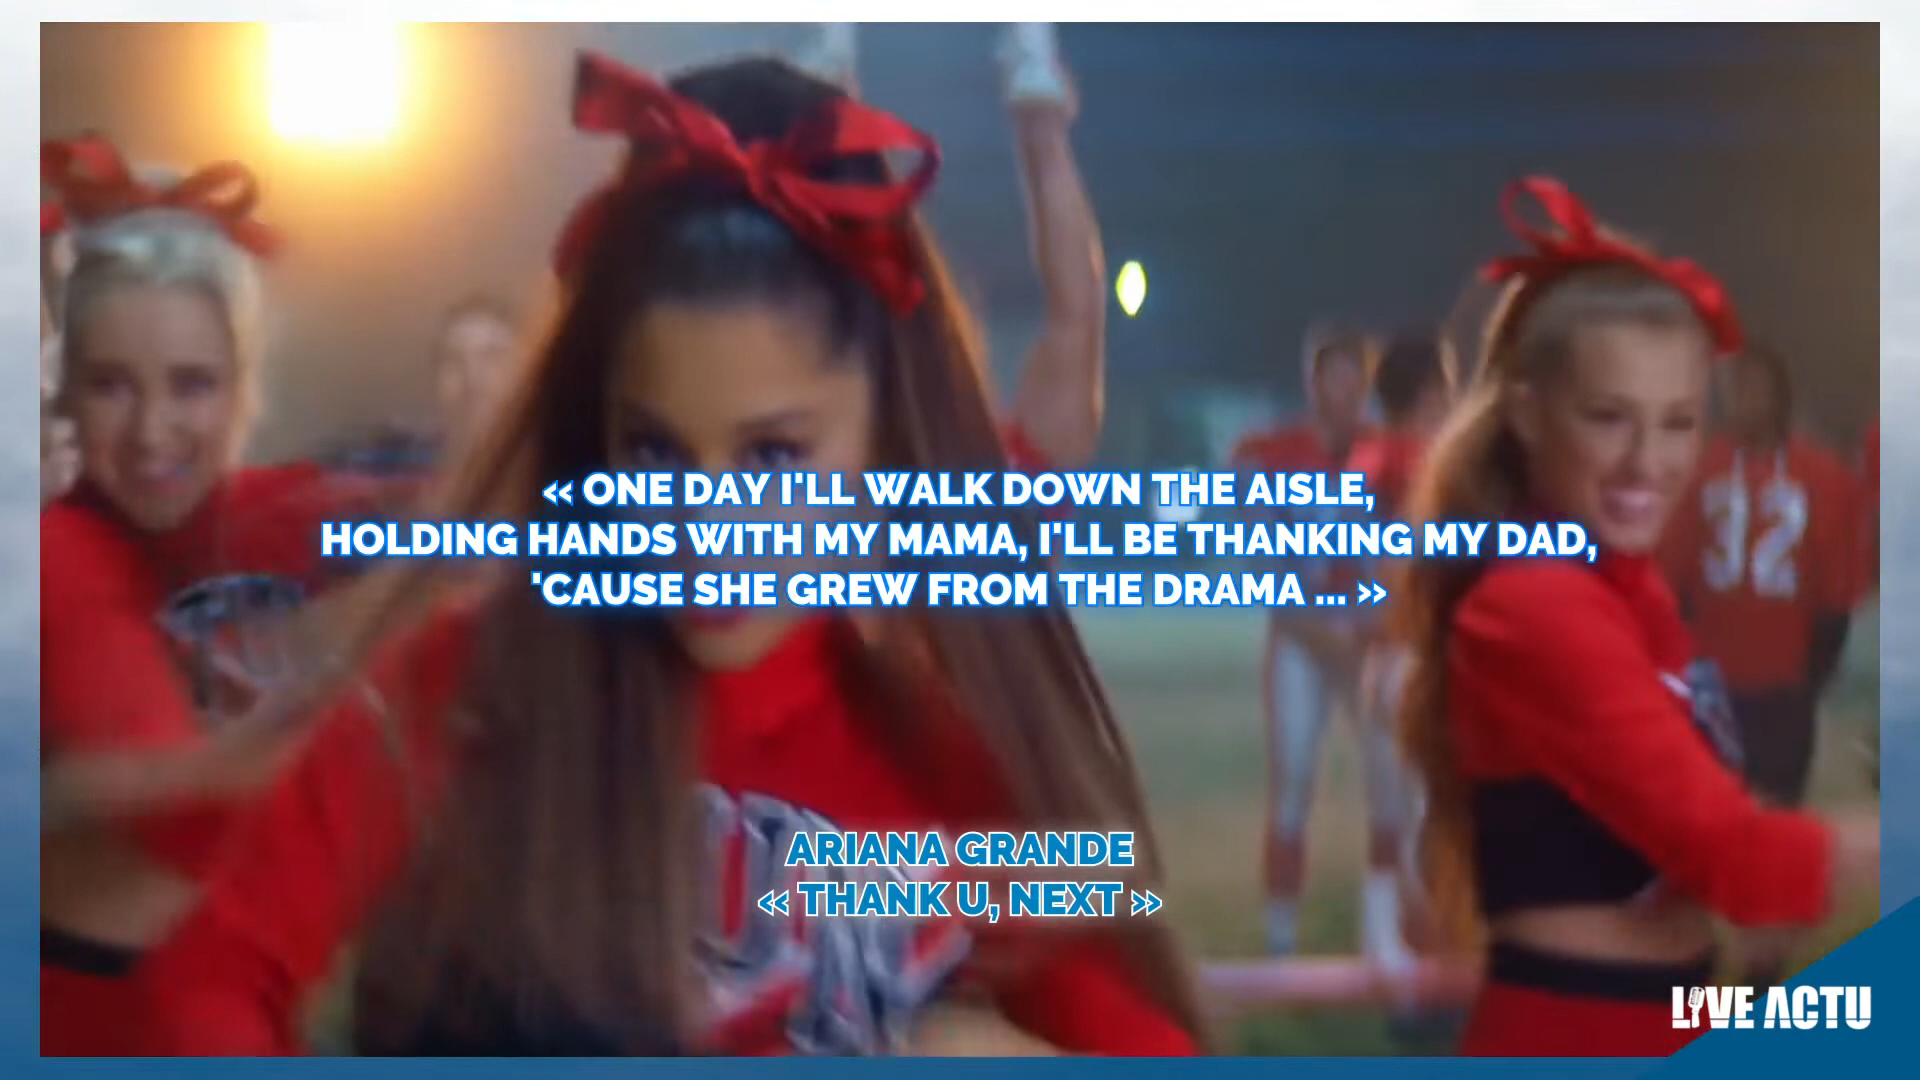 « ONE DAY I'LL WALK DOWN THE AISLE,
HOLDING HANDS WITH MY MAMA, I'LL BE THANKING MY DAD,
'CAUSE SHE GREW FROM THE DRAMA ... »
32
ARIANA GRANDE
« THANK U, NEXT »
LIVE ACTU